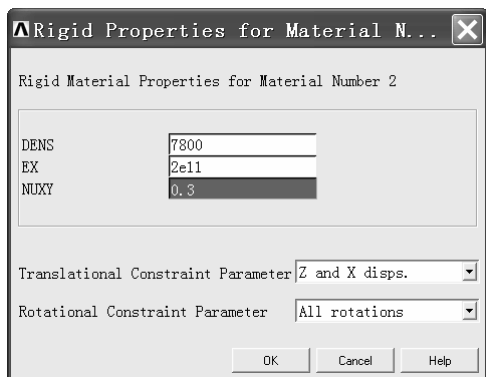 Rigid Properties for Material N...
Rigid Material Properties for Material Number 2
DENS 7800
EX 2e11
NUXY 0.3
Translational Constraint Parameter Z and X disps.
Rotational Constraint Parameter All rotations
OK Cancel Help